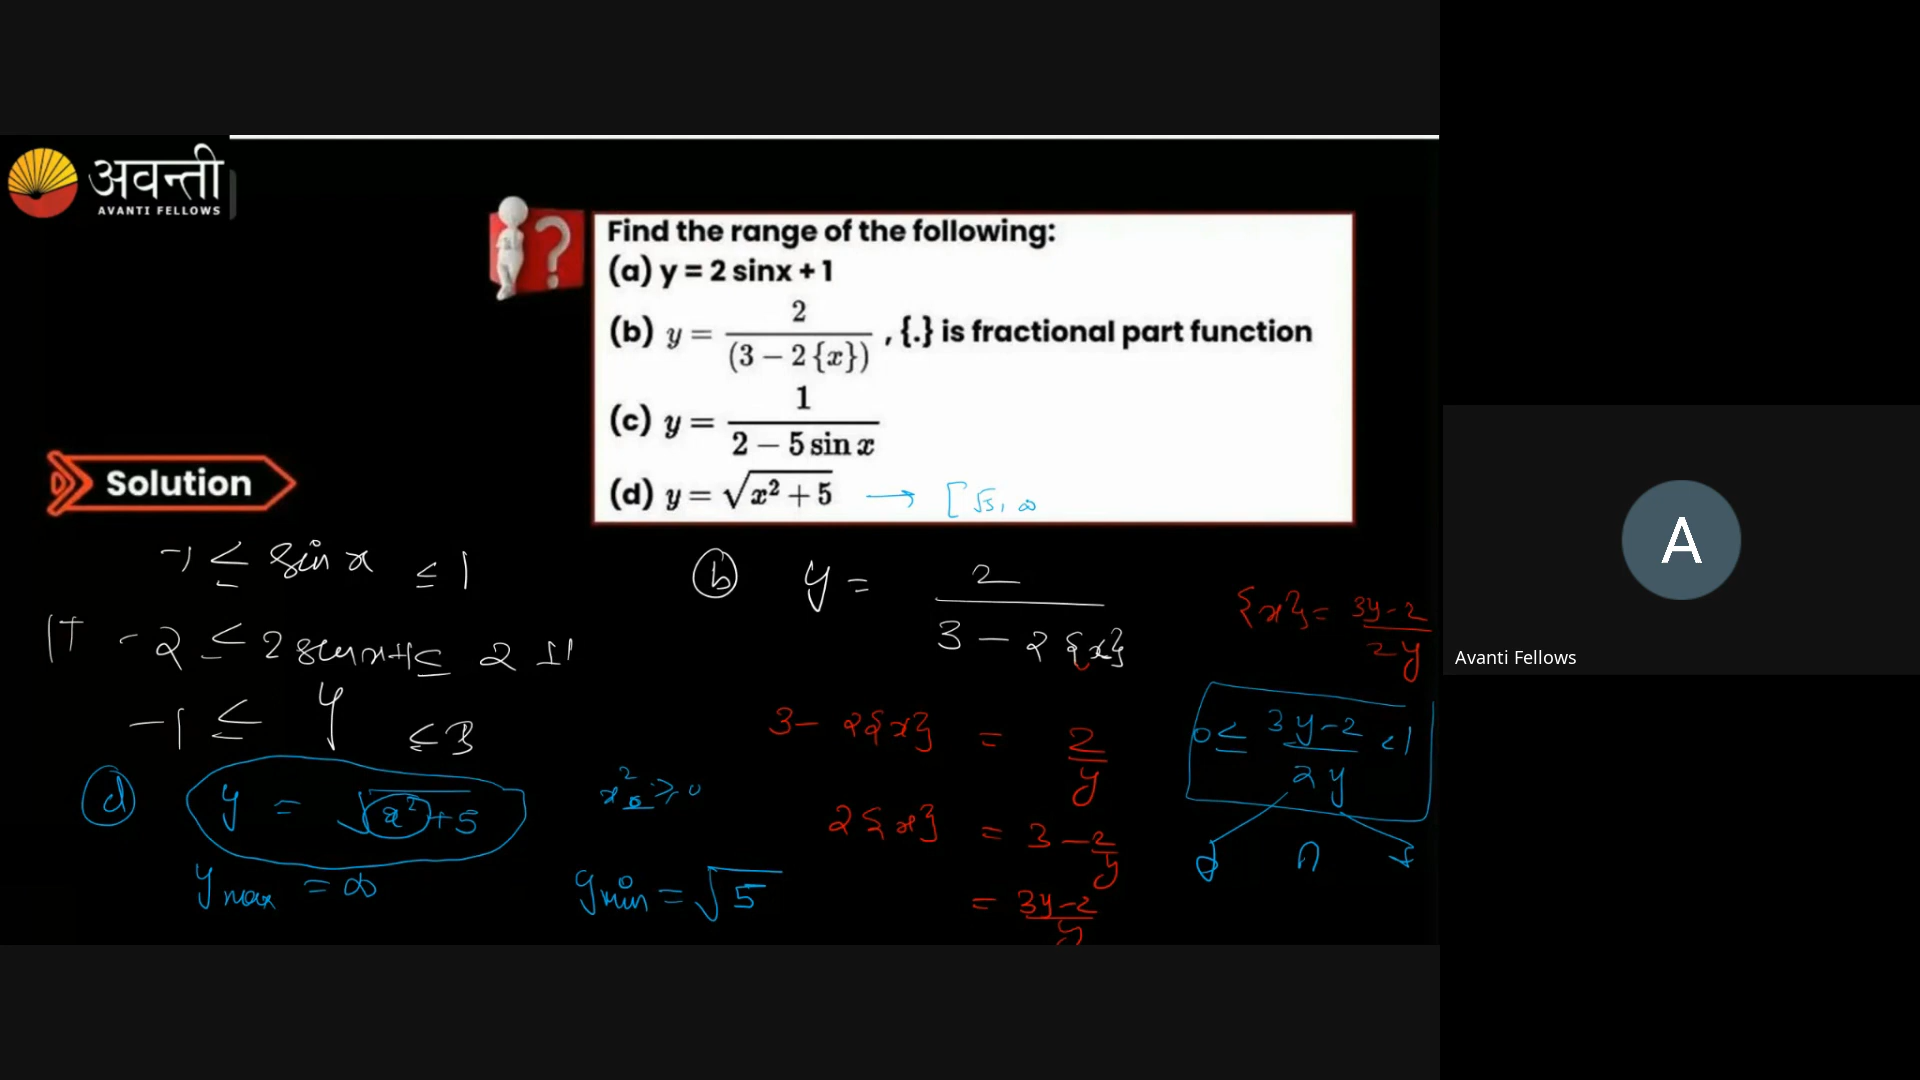 अवन्ती
AVANTI FELLOWS
Find the range of the following:
(a) y = 2 sinx + 1
(b) y = 2/(3 − 2{x}) , {.} is fractional part function
(c) y = 1/(2 − 5 sin x)
(d) y = √(x² + 5) → [√5, ∞
Solution
-1 ≤ sin x ≤ 1
1+ -2 ≤ 2 sin x+1 ≤ 2 +1
-1 ≤ y ≤ 3
(b) y = 2/(3 − 2{x})
3 − 2{x} = 2/y
2{x} = 3 − 2/y
= (3y-2)/y
{x} = (3y-2)/2y
0 ≤ (3y-2)/2y < 1
∩
(d) y = √(x²+5)
x² ≥ 0
y max = ∞
y min = √5
A
Avanti Fellows